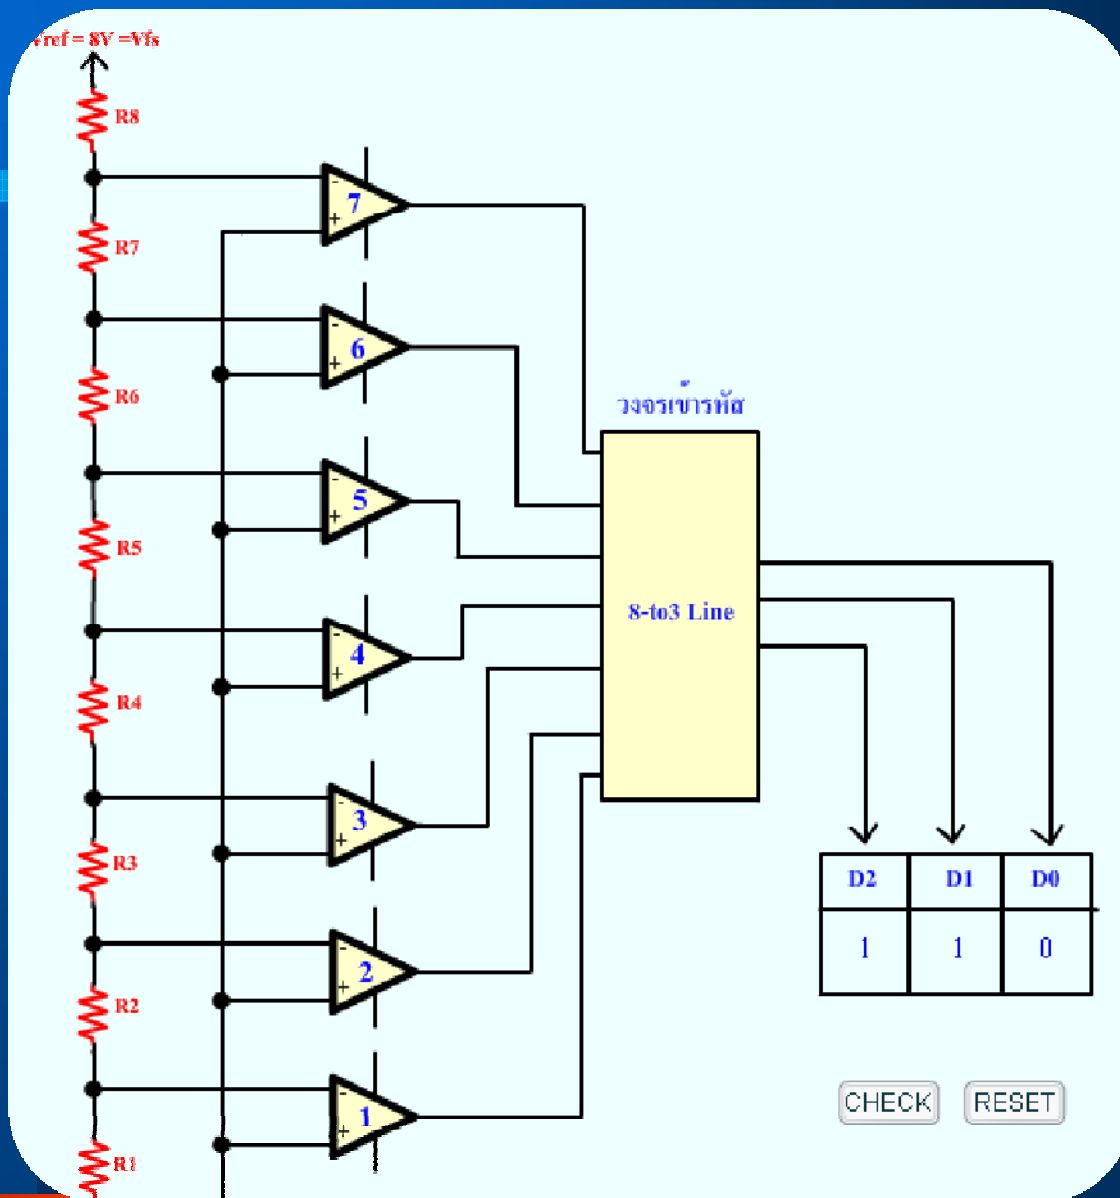 Vref = 8V =Vfs
R8
-
7
+
R7
-
6
+
R6
วงจรเข้ารหัส
-
5
+
R5
8-to3 Line
-
4
+
R4
-
3
+
R3
D2 D1 D0
1 1 0
-
2
+
R2
-
1
+
CHECK RESET
R1